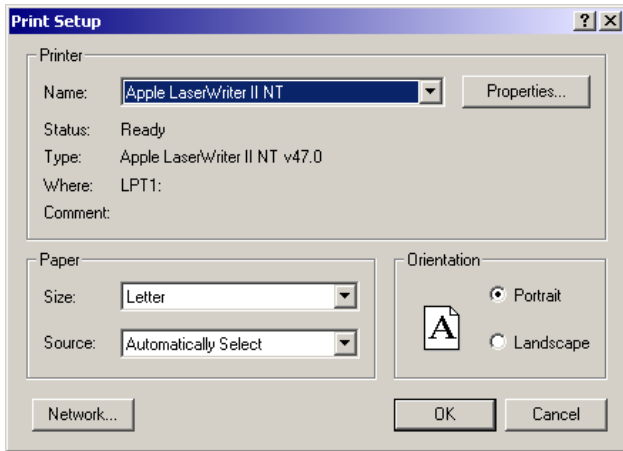 Print Setup
Printer
Name: Apple LaserWriter II NT Properties...
Status: Ready
Type: Apple LaserWriter II NT v47.0
Where: LPT1:
Comment:
Paper
Size: Letter
Source: Automatically Select
Orientation
A
Portrait
Landscape
Network... OK Cancel